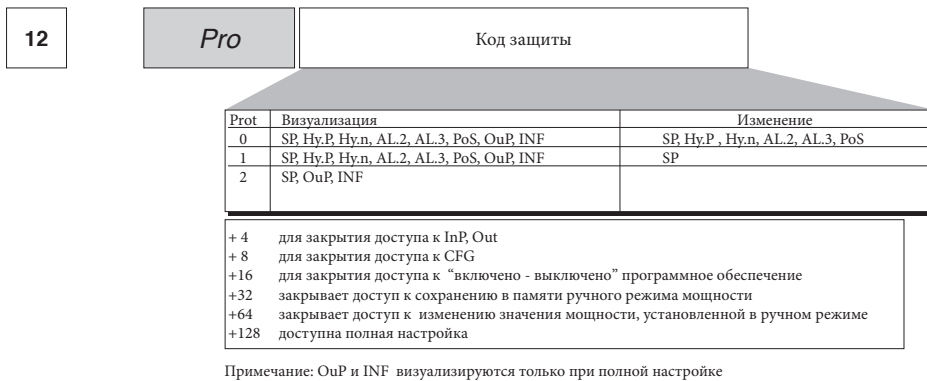 12 Pro Код защиты
Prot Визуализация Изменение
0 SP, Hy.P, Hy.n, AL.2, AL.3, PoS, OuP, INF SP, Hy.P , Hy.n, AL.2, AL.3, PoS
1 SP, Hy.P, Hy.n, AL.2, AL.3, PoS, OuP, INF SP
2 SP, OuP, INF
+ 4 для закрытия доступа к InP, Out
+ 8 для закрытия доступа к CFG
+16 для закрытия доступа к “включено - выключено” программное обеспечение
+32 закрывает доступ к сохранению в памяти ручного режима мощности
+64 закрывает доступ к изменению значения мощности, установленной в ручном режиме
+128 доступна полная настройка
Примечание: OuP и INF визуализируются только при полной настройке